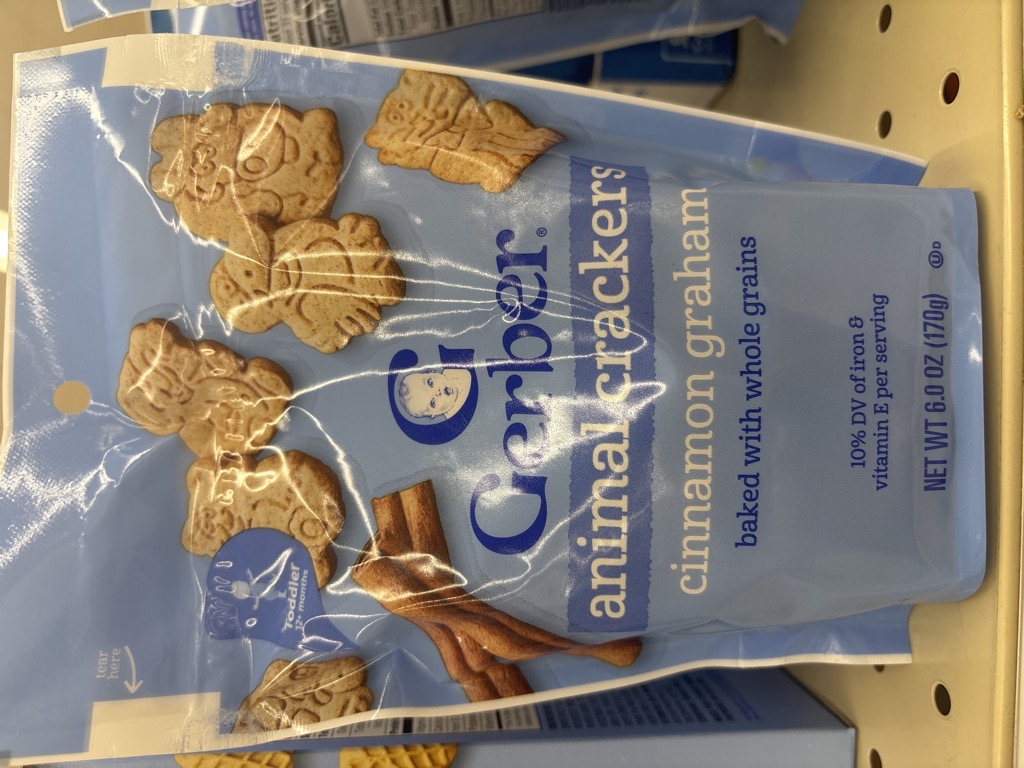 tear
here
Toddler
12+ months
Gerber®
animal crackers
cinnamon graham
baked with whole grains
10% DV of iron &
vitamin E per serving
NET WT 6.0 OZ (170g) U D